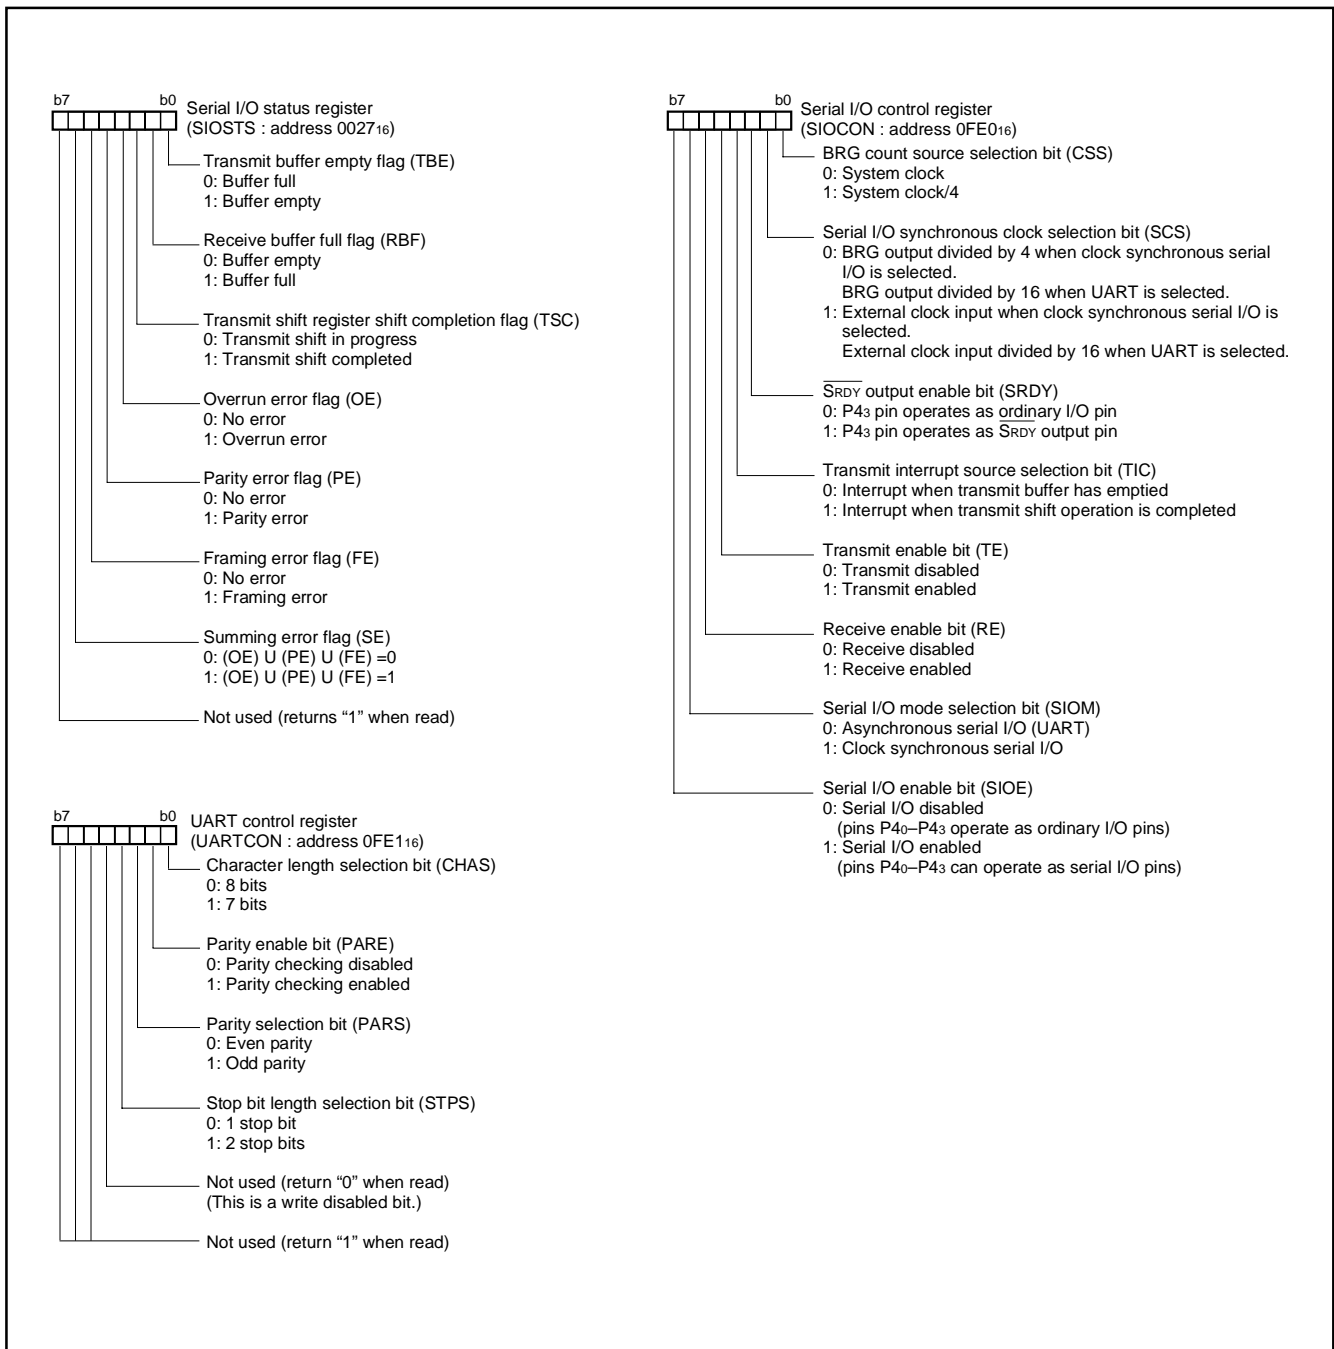 b7 b0 Serial I/O status register
(SIOSTS : address 002716)
Transmit buffer empty flag (TBE)
0: Buffer full
1: Buffer empty
Receive buffer full flag (RBF)
0: Buffer empty
1: Buffer full
Transmit shift register shift completion flag (TSC)
0: Transmit shift in progress
1: Transmit shift completed
Overrun error flag (OE)
0: No error
1: Overrun error
Parity error flag (PE)
0: No error
1: Parity error
Framing error flag (FE)
0: No error
1: Framing error
Summing error flag (SE)
0: (OE) U (PE) U (FE) =0
1: (OE) U (PE) U (FE) =1
Not used (returns “1” when read)
b7 b0 UART control register
(UARTCON : address 0FE116)
Character length selection bit (CHAS)
0: 8 bits
1: 7 bits
Parity enable bit (PARE)
0: Parity checking disabled
1: Parity checking enabled
Parity selection bit (PARS)
0: Even parity
1: Odd parity
Stop bit length selection bit (STPS)
0: 1 stop bit
1: 2 stop bits
Not used (return “0” when read)
(This is a write disabled bit.)
Not used (return “1” when read)
b7 b0 Serial I/O control register
(SIOCON : address 0FE016)
BRG count source selection bit (CSS)
0: System clock
1: System clock/4
Serial I/O synchronous clock selection bit (SCS)
0: BRG output divided by 4 when clock synchronous serial
I/O is selected.
BRG output divided by 16 when UART is selected.
1: External clock input when clock synchronous serial I/O is
selected.
External clock input divided by 16 when UART is selected.
SRDY output enable bit (SRDY)
0: P43 pin operates as ordinary I/O pin
1: P43 pin operates as SRDY output pin
Transmit interrupt source selection bit (TIC)
0: Interrupt when transmit buffer has emptied
1: Interrupt when transmit shift operation is completed
Transmit enable bit (TE)
0: Transmit disabled
1: Transmit enabled
Receive enable bit (RE)
0: Receive disabled
1: Receive enabled
Serial I/O mode selection bit (SIOM)
0: Asynchronous serial I/O (UART)
1: Clock synchronous serial I/O
Serial I/O enable bit (SIOE)
0: Serial I/O disabled
(pins P40–P43 operate as ordinary I/O pins)
1: Serial I/O enabled
(pins P40–P43 can operate as serial I/O pins)